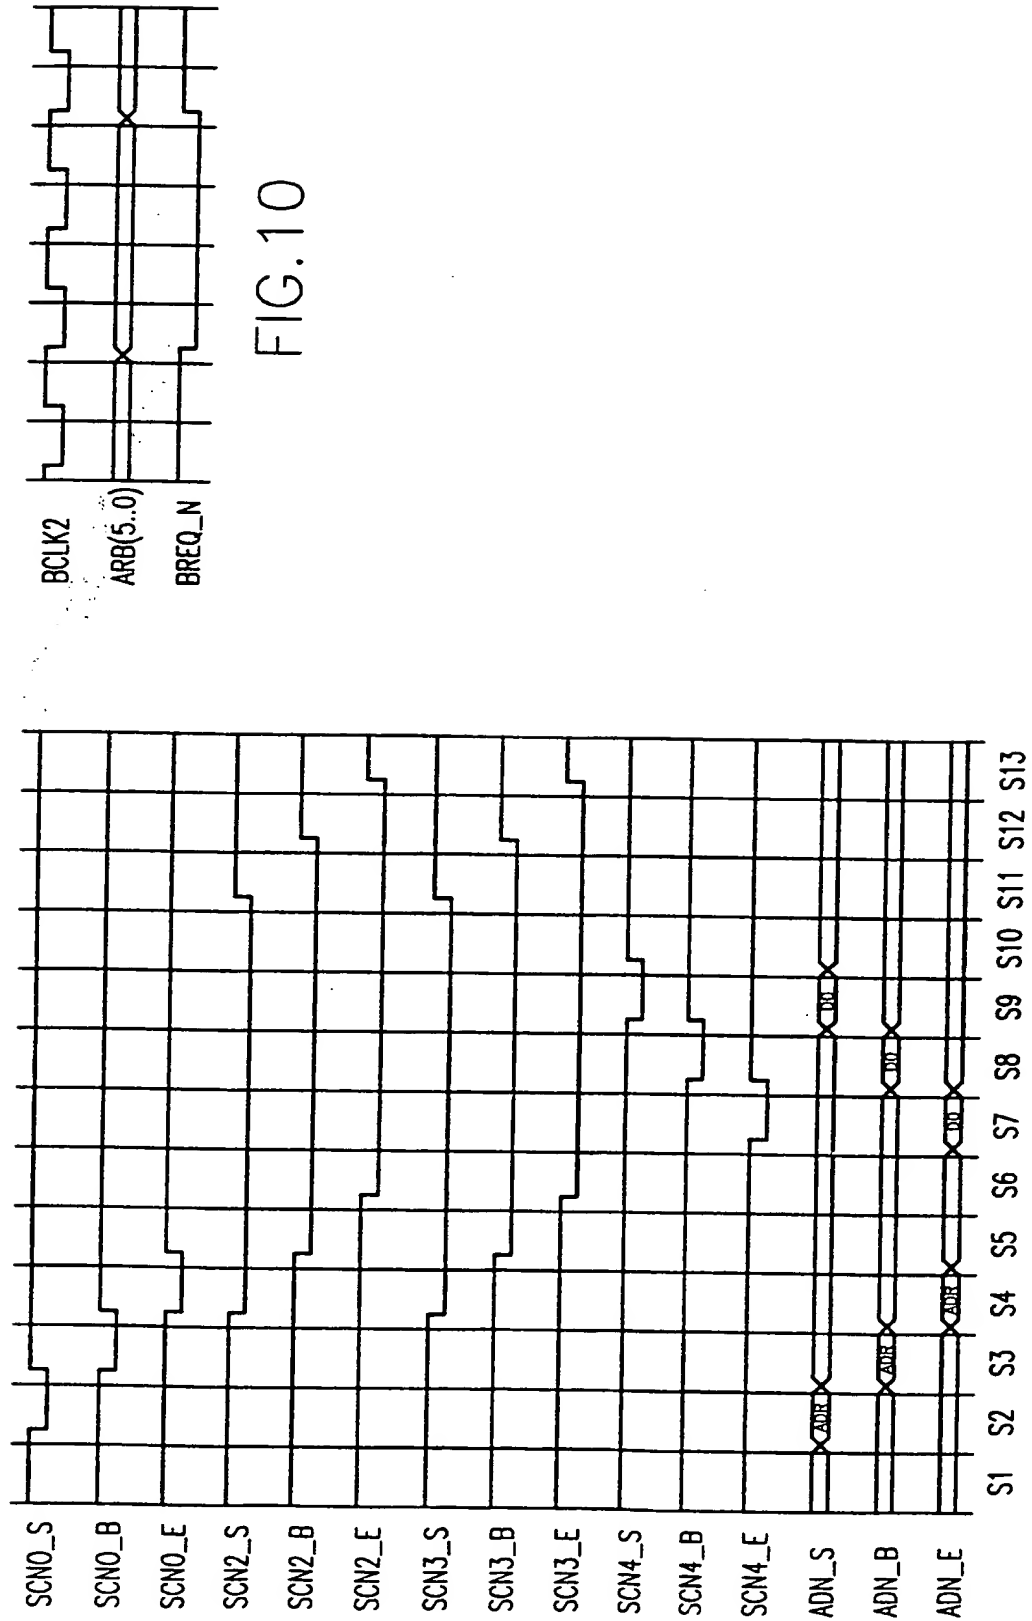 BCLK2
ARB(5..0)
BREQ_N
FIG.10
SCN0_S
SCN0_B
SCN0_E
SCN2_S
SCN2_B
SCN2_E
SCN3_S
SCN3_B
SCN3_E
SCN4_S
SCN4_B
SCN4_E
ADN_S ADR D0
ADN_B ADR D0
ADN_E ADR D0
S1 S2 S3 S4 S5 S6 S7 S8 S9 S10 S11 S12 S13